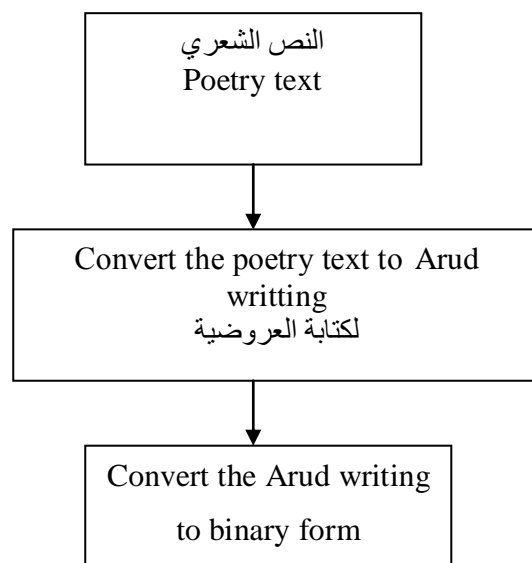 النص الشعري
Poetry text
Convert the poetry text to Arud
writting
لكتابة العروضية
Convert the Arud writing
to binary form